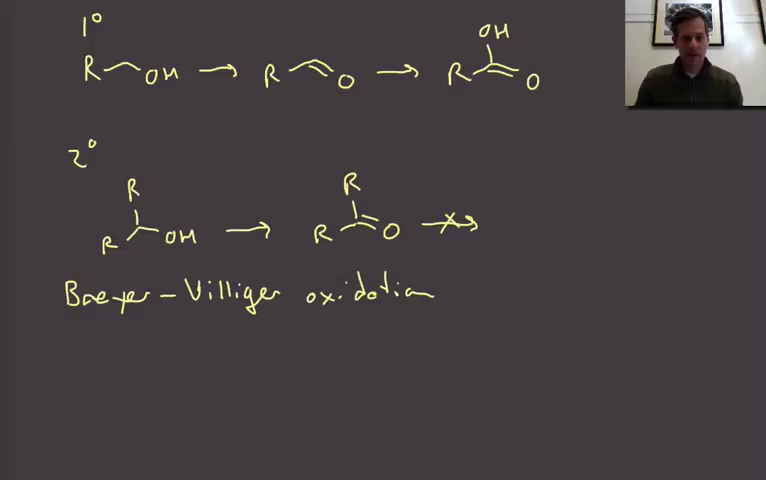 1°
R OH → R O → R OH O
2°
R R OH → R R O
Baeyer – Villiger oxidation